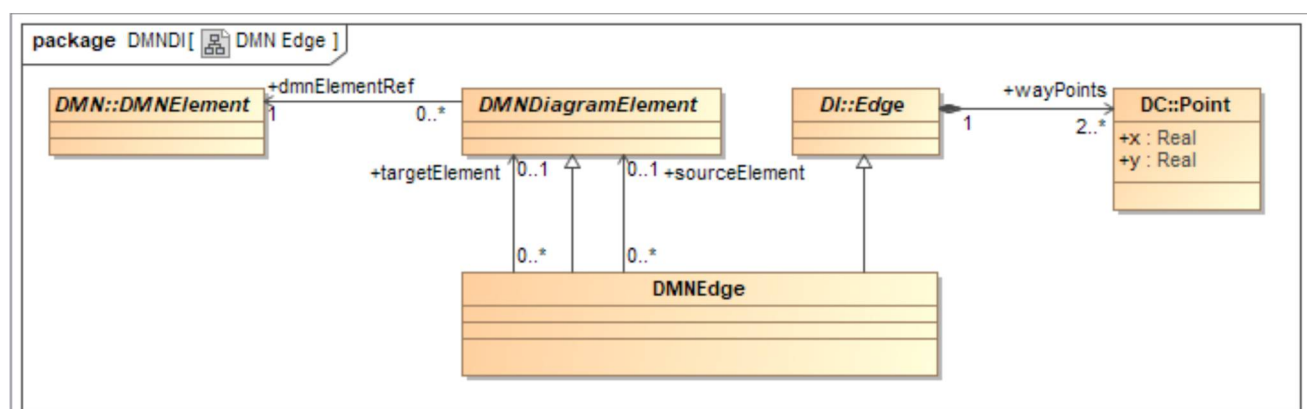 package DMNDI[ DMN Edge ]
DMN::DMNElement
+dmnElementRef
1
0..*
DMNDiagramElement
DI::Edge
1
+wayPoints
2..*
DC::Point
+x : Real
+y : Real
+targetElement
0..1
0..1
+sourceElement
0..*
0..*
DMNEdge